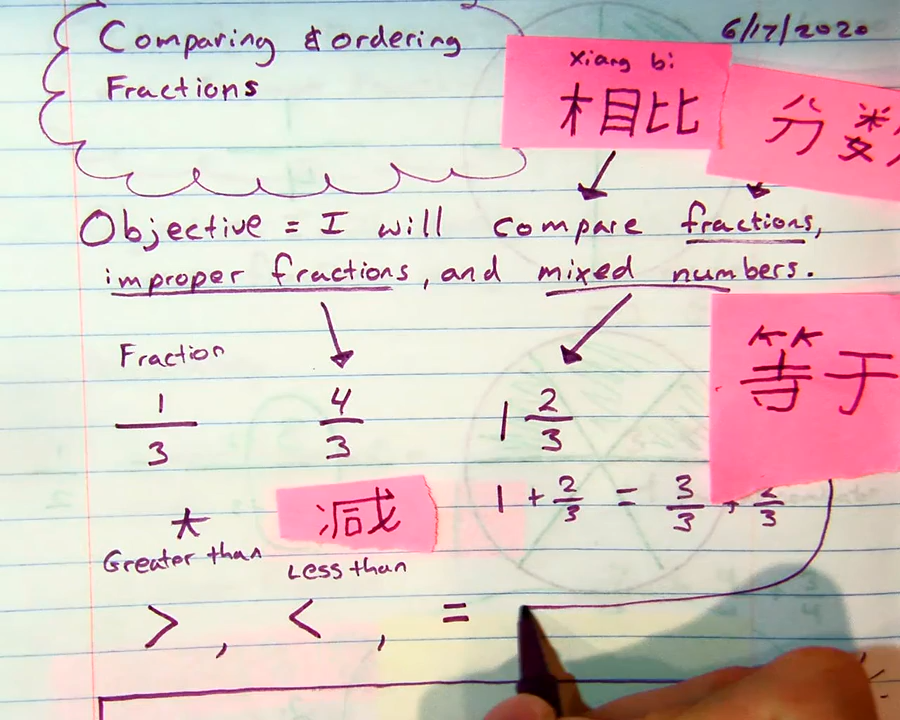 Comparing & ordering
Fractions
6/17/2020
xiang bi
相比
分数
Objective = I will compare fractions,
improper fractions, and mixed numbers.
等于
Fraction
1/3 4/3 1 2/3
1 + 2/3 = 3/3 + 2/3
大
减
Greater than
Less than
> , < , =